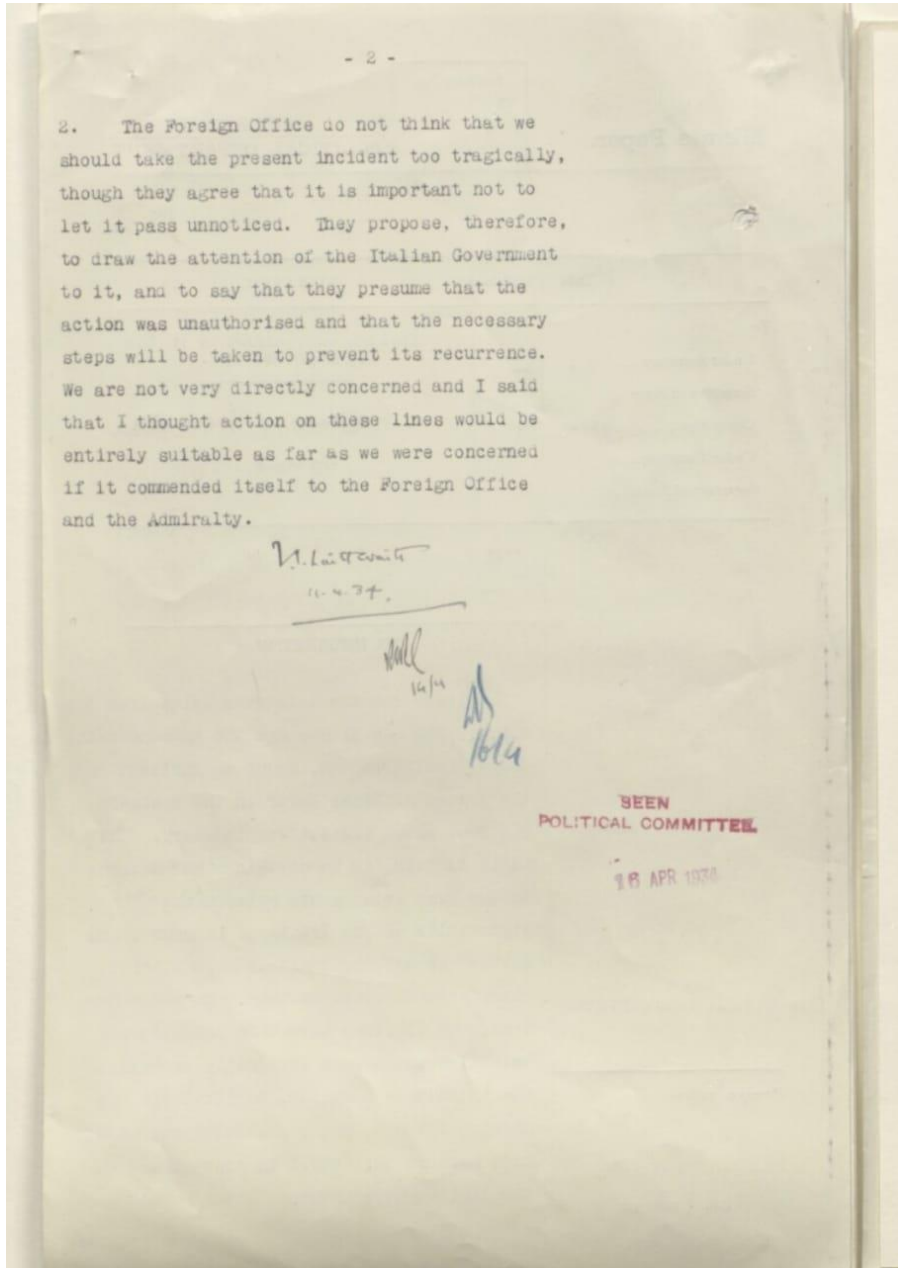 - 2 -
2. The Foreign Office do not think that we
should take the present incident too tragically,
though they agree that it is important not to
let it pass unnoticed. They propose, therefore,
to draw the attention of the Italian Government
to it, and to say that they presume that the
action was unauthorised and that the necessary
steps will be taken to prevent its recurrence.
We are not very directly concerned and I said
that I thought action on these lines would be
entirely suitable as far as we were concerned
if it commended itself to the Foreign Office
and the Admiralty.
Laithwaite
11.4.34.
14/4
16/4
SEEN
POLITICAL COMMITTEE.
16 APR 1934